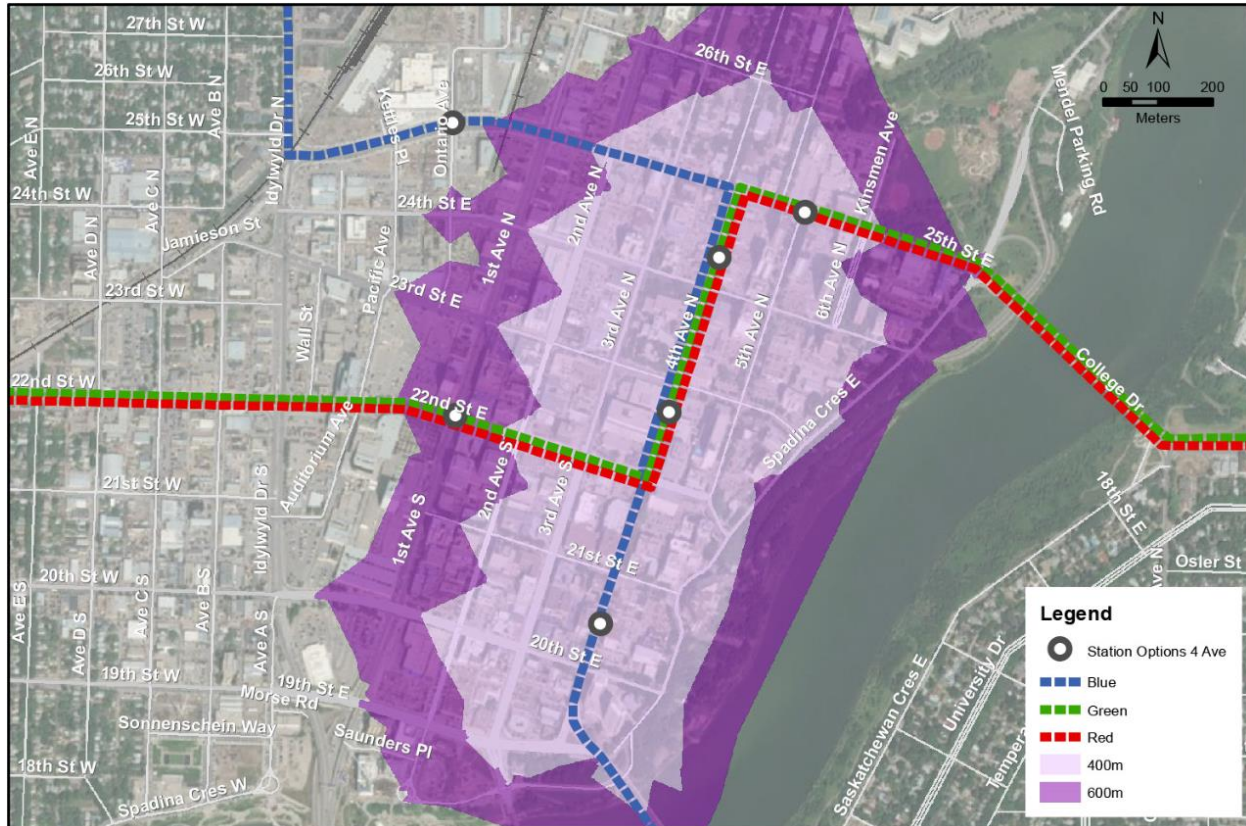 27th St W
26th St W
25th St W
Ave E N
Ave B N
Idylwyld Dr N
Kettles Pl
Ontario Ave
26th St E
N
0 50 100 200
Meters
Mendel Parking Rd
24th St W
Ave D N
Ave C N
Jamieson St
24th St E
1st Ave N
2nd Ave N
Kinsmen Ave
25th St E
23rd St W
Wall St
Pacific Ave
23rd St E
3rd Ave N
4th Ave N
5th Ave N
6th Ave N
22nd St W
22nd St E
College Dr
Auditorium Ave
Spadina Cres E
21st St W
Idylwyld Dr S
1st Ave S
2nd Ave S
3rd Ave S
21st St E
18th St E
Ave N
Osler St
20th St W
Ave E S
Ave D S
Ave C S
Ave B S
Ave A S
20th St E
19th St W
19th St E
Morse Rd
Sonnenschein Way
Saunders Pl
18th St W
Spadina Cres W
Saskatchewan Cres E
University Dr
Legend
Station Options 4 Ave
Blue
Green
Red
400m
600m